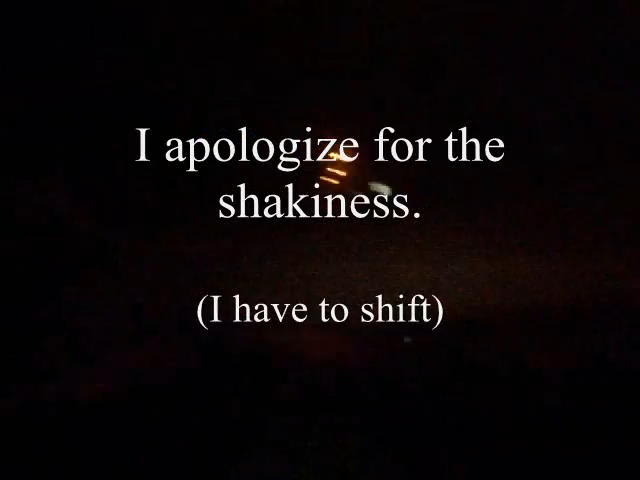 I apologize for the
shakiness.
(I have to shift)